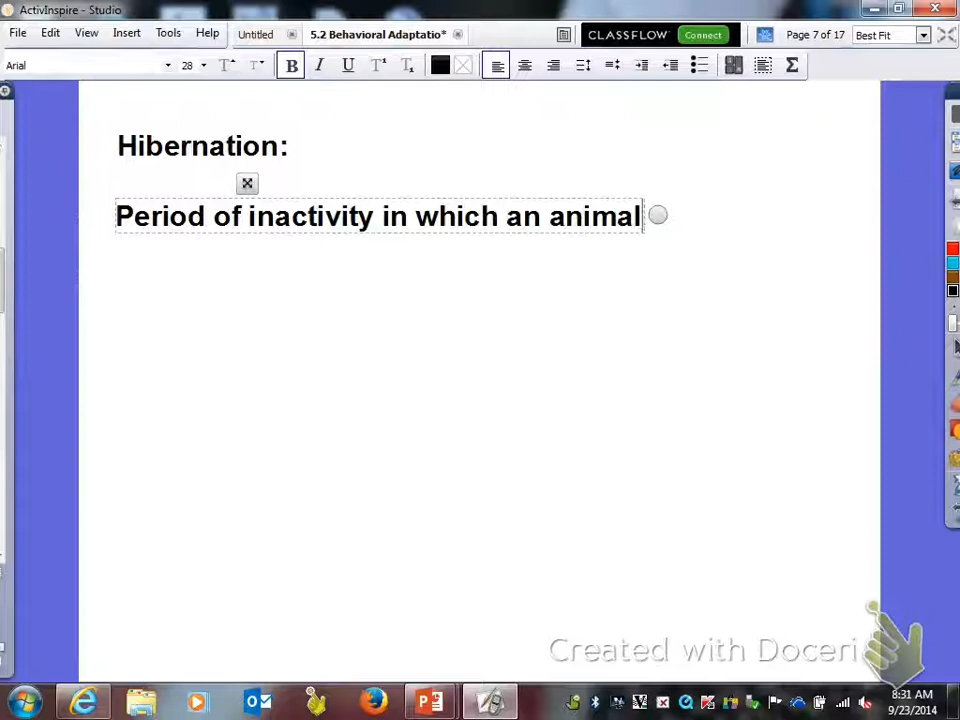 ActivInspire - Studio
File Edit View Insert Tools Help Untitled 5.2 Behavioral Adaptatio* CLASSFLOW Connect Page 7 of 17 Best Fit
Arial 28 B I U T T Σ
Hibernation:
Period of inactivity in which an animal
Created with Doceri
8:31 AM
9/23/2014